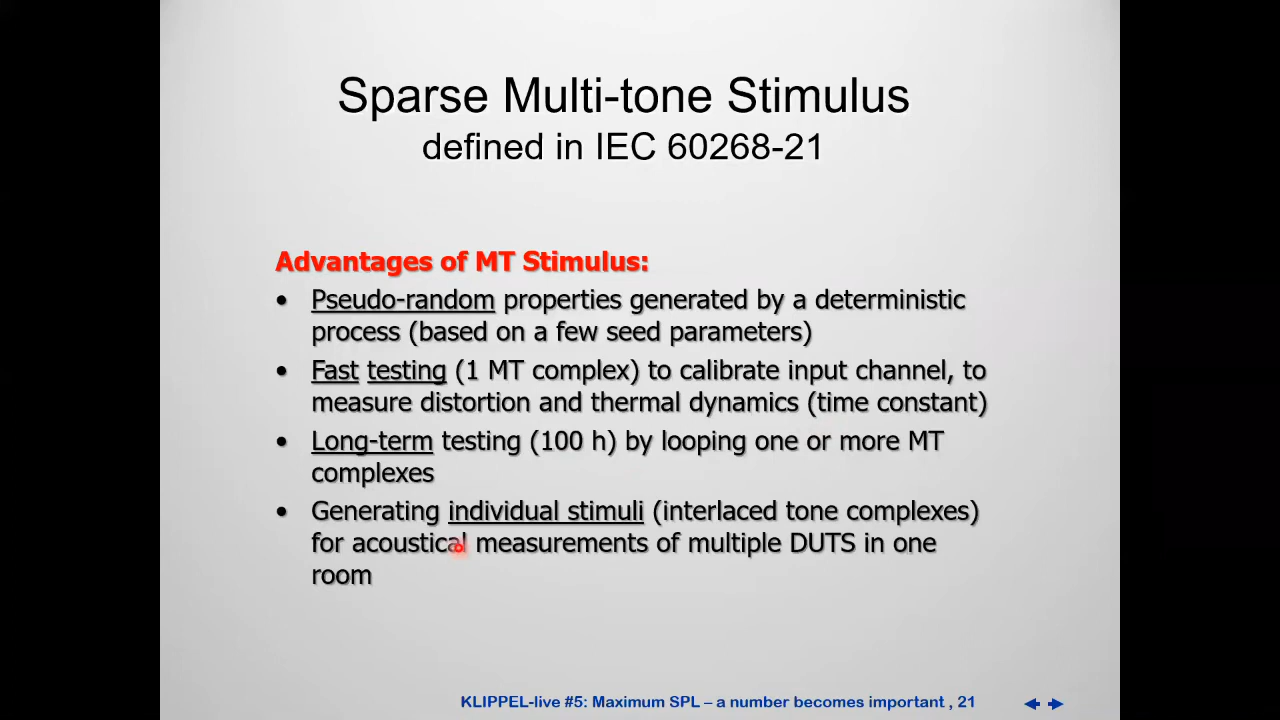 Sparse Multi-tone Stimulus
defined in IEC 60268-21
Advantages of MT Stimulus:
• Pseudo-random properties generated by a deterministic
process (based on a few seed parameters)
• Fast testing (1 MT complex) to calibrate input channel, to
measure distortion and thermal dynamics (time constant)
• Long-term testing (100 h) by looping one or more MT
complexes
• Generating individual stimuli (interlaced tone complexes)
for acoustical measurements of multiple DUTS in one
room
KLIPPEL-live #5: Maximum SPL – a number becomes important , 21